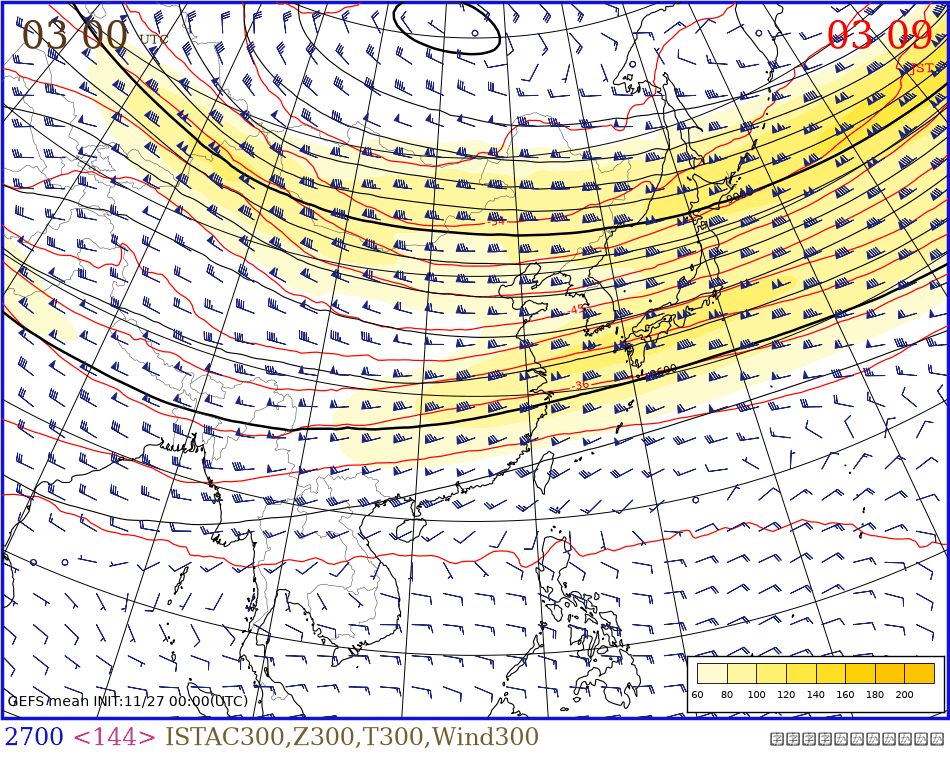 03 00 UTC
03 09 JST
-54
9000
-45
-36
9600
60 80 100 120 140 160 180 200
GEFS mean INIT:11/27 00:00(UTC)
2700 <144> ISTAC300,Z300,T300,Wind300